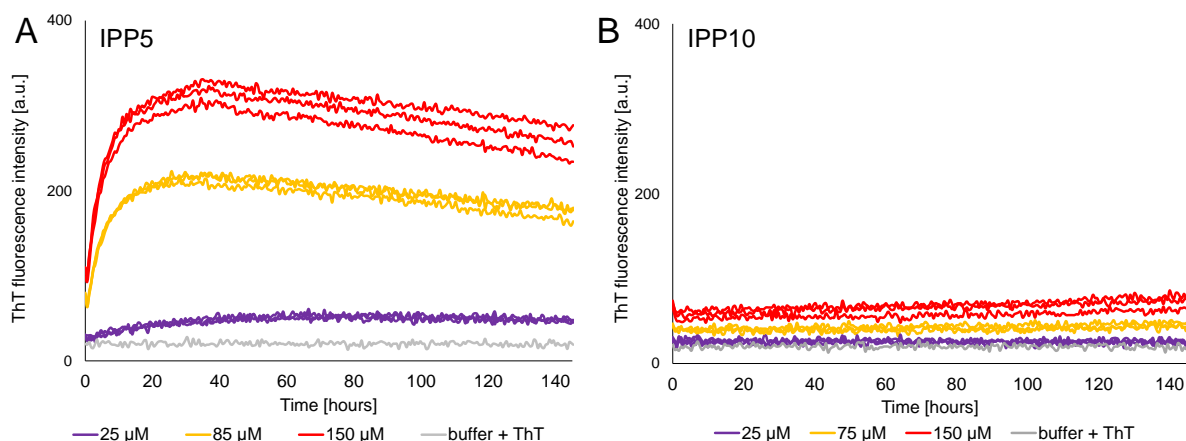 A
IPP5
ThT fluorescence intensity [a.u.]
400
200
0
0 20 40 60 80 100 120 140
Time [hours]
25 µM 85 µM 150 µM buffer + ThT
B
IPP10
ThT fluorescence intensity [a.u.]
400
200
0
0 20 40 60 80 100 120 140
Time [hours]
25 µM 75 µM 150 µM buffer + ThT